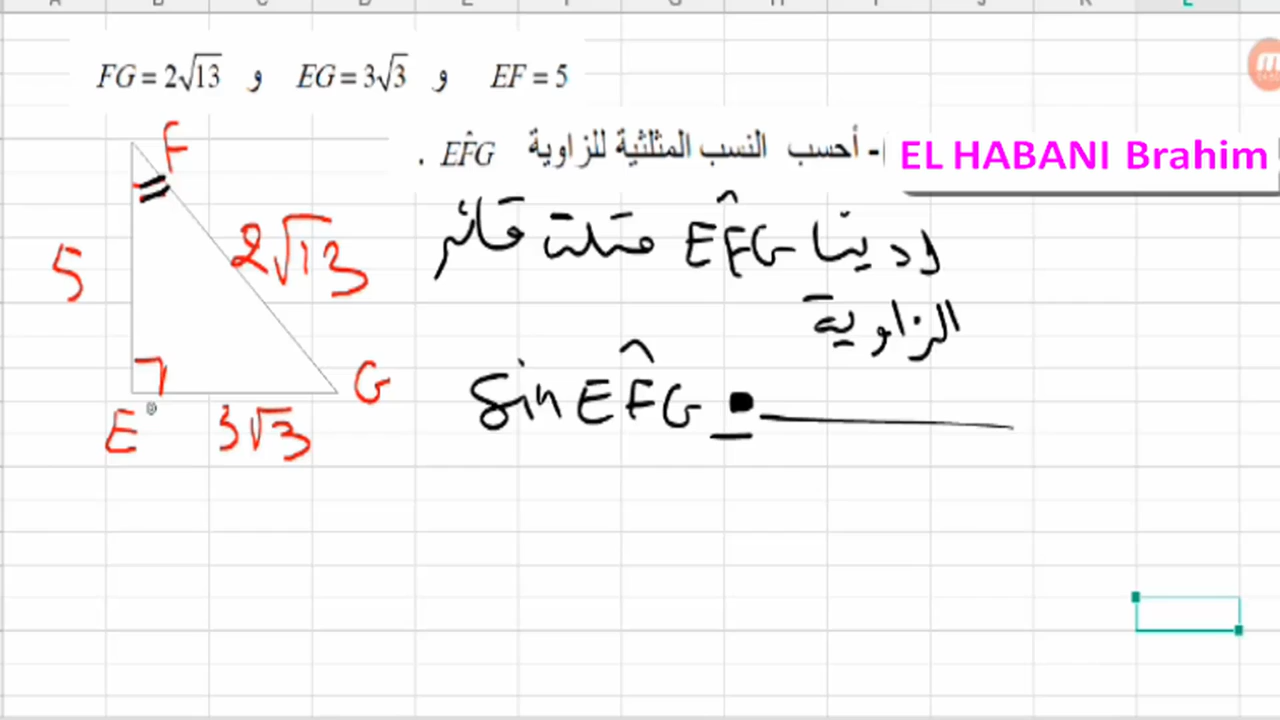 FG = 2√13 و EG = 3√3 و EF = 5
- أحسب النسب المثلثية للزاوية EF̂G .
EL HABANI Brahim
F
5
2√13
E
3√3
G
لدينا EF̂G مثلث قائم
الزاوية
Sin EF̂G